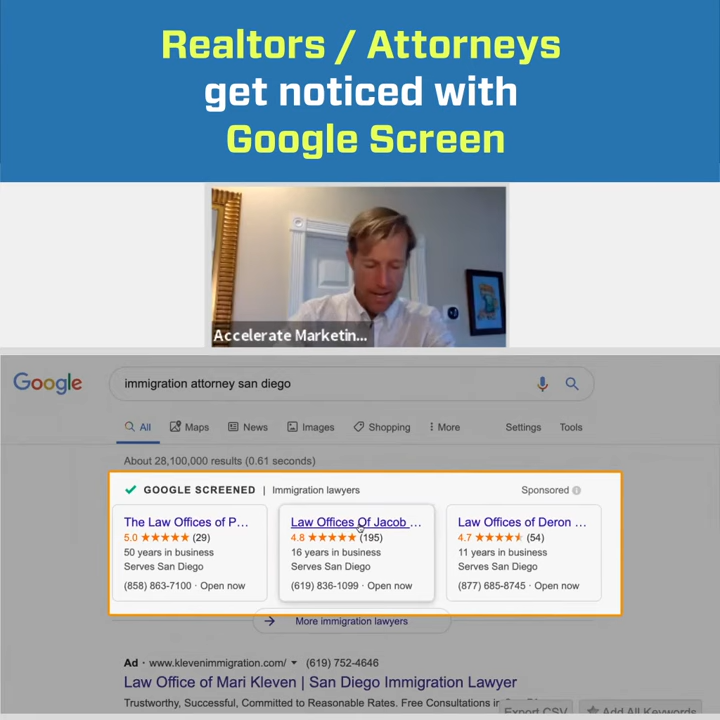 Realtors / Attorneys
get noticed with
Google Screen
Accelerate Marketin...
Google
immigration attorney san diego
All Maps News Images Shopping More Settings Tools
About 28,100,000 results (0.61 seconds)
GOOGLE SCREENED | Immigration lawyers Sponsored
The Law Offices of P... Law Offices Of Jacob ... Law Offices of Deron ...
5.0 (29) 4.8 (195) 4.7 (54)
50 years in business 16 years in business 11 years in business
Serves San Diego Serves San Diego Serves San Diego
(858) 863-7100 · Open now (619) 836-1099 · Open now (877) 685-8745 · Open now
More immigration lawyers
Ad · www.klevenimmigration.com/ (619) 752-4646
Law Office of Mari Kleven | San Diego Immigration Lawyer
Trustworthy, Successful, Committed to Reasonable Rates. Free Consultations
Export CSV Add All Keywords